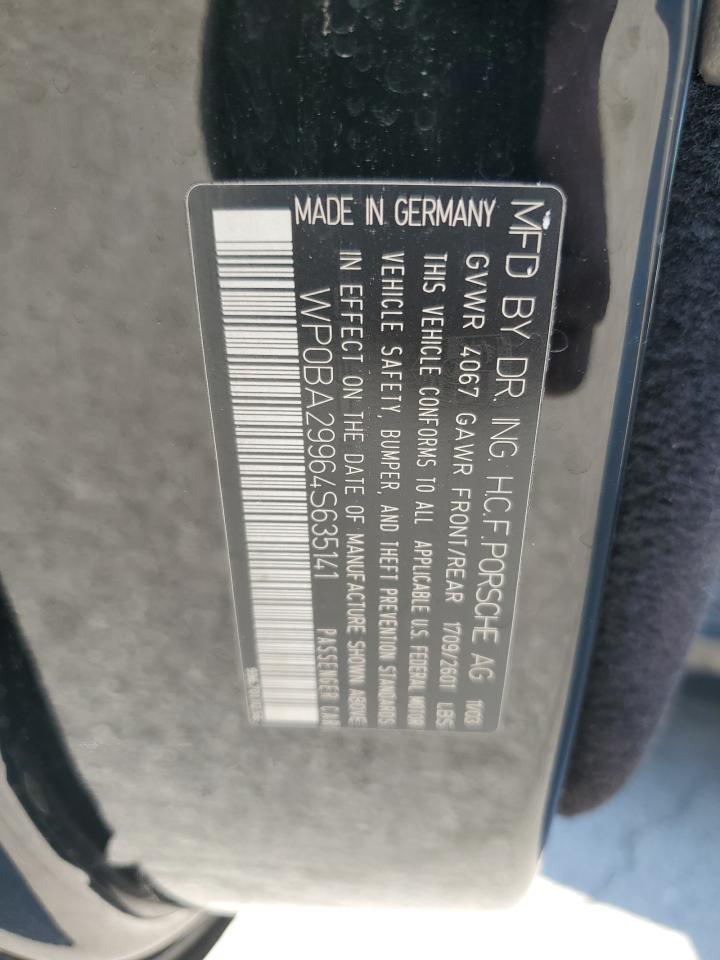 MFD BY DR. ING. H.C.F. PORSCHE AG 11/03
GVWR 4067 GAWR FRONT/REAR 1709/2601 LBS
THIS VEHICLE CONFORMS TO ALL APPLICABLE U.S. FEDERAL MOTOR
VEHICLE SAFETY, BUMPER, AND THEFT PREVENTION STANDARDS
IN EFFECT ON THE DATE OF MANUFACTURE SHOWN ABOVE
MADE IN GERMANY
WP0BA29964S635141 PASSENGER CAR